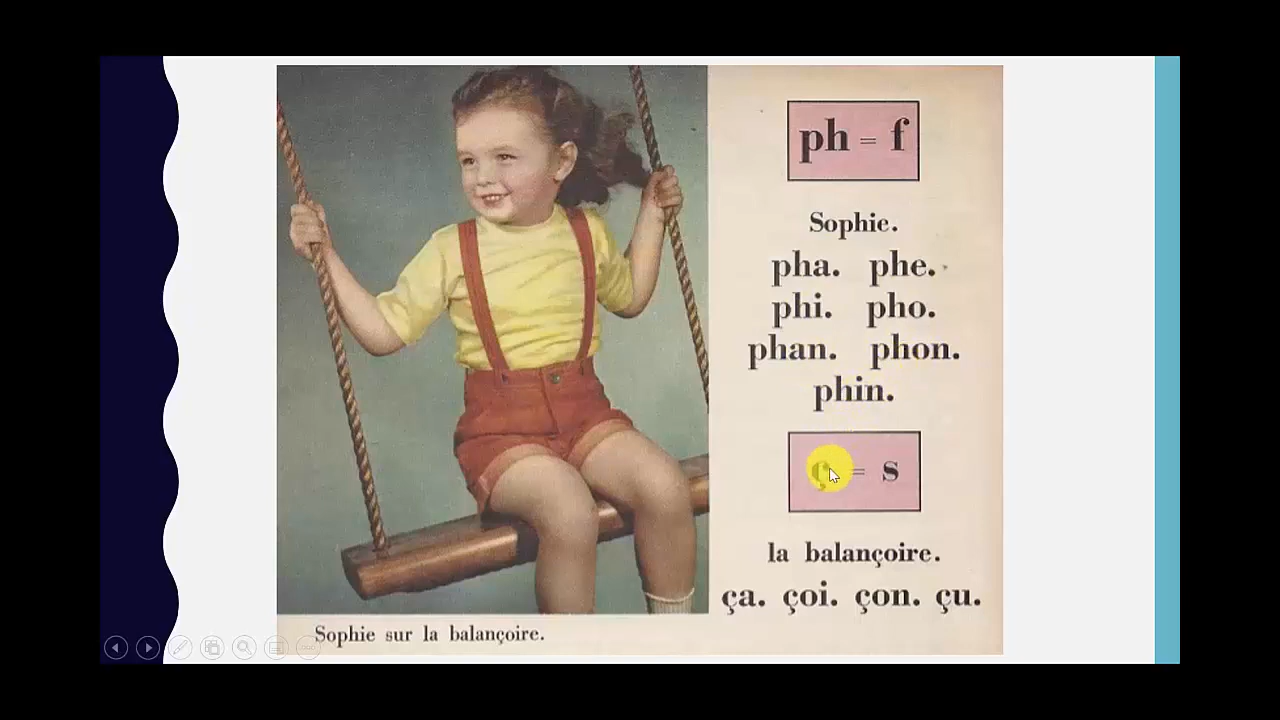 ph = f
Sophie.
pha. phe.
phi. pho.
phan. phon.
phin.
ç = s
la balançoire.
ça. çoi. çon. çu.
Sophie sur la balançoire.